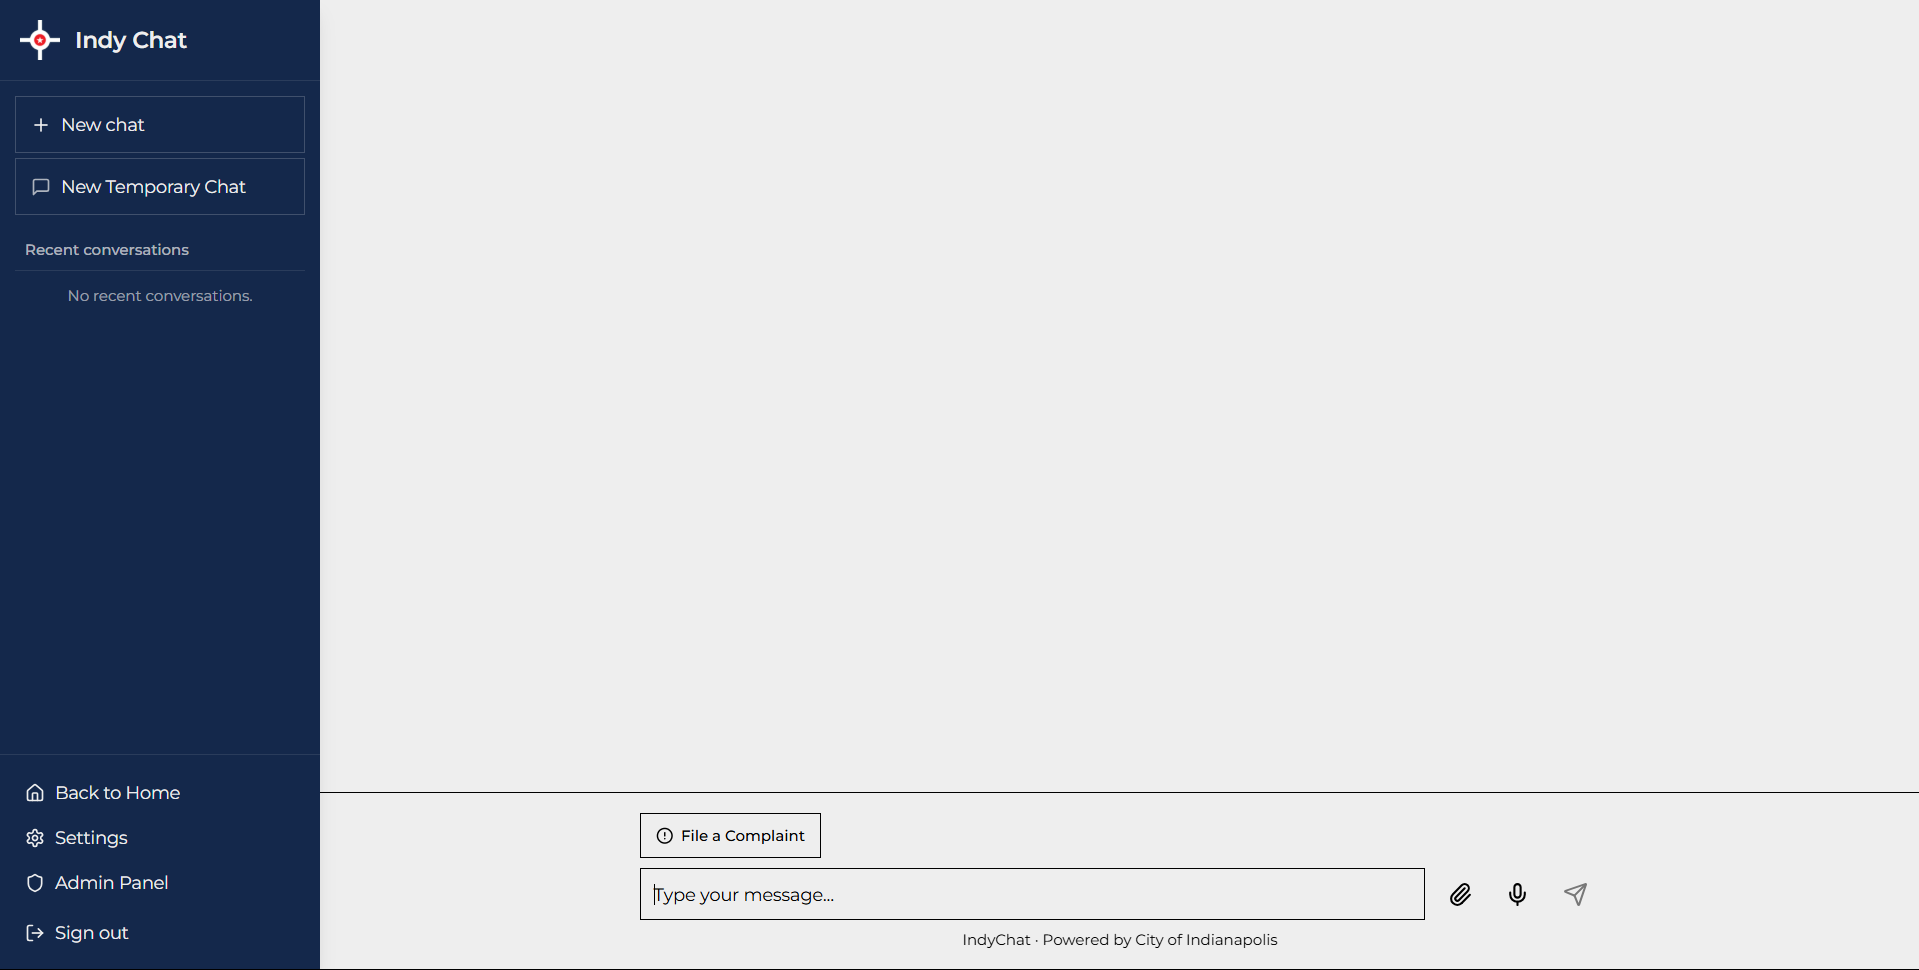 Indy Chat
New chat
New Temporary Chat
Recent conversations
No recent conversations.
Back to Home
Settings
Admin Panel
Sign out
File a Complaint
Type your message...
IndyChat · Powered by City of Indianapolis